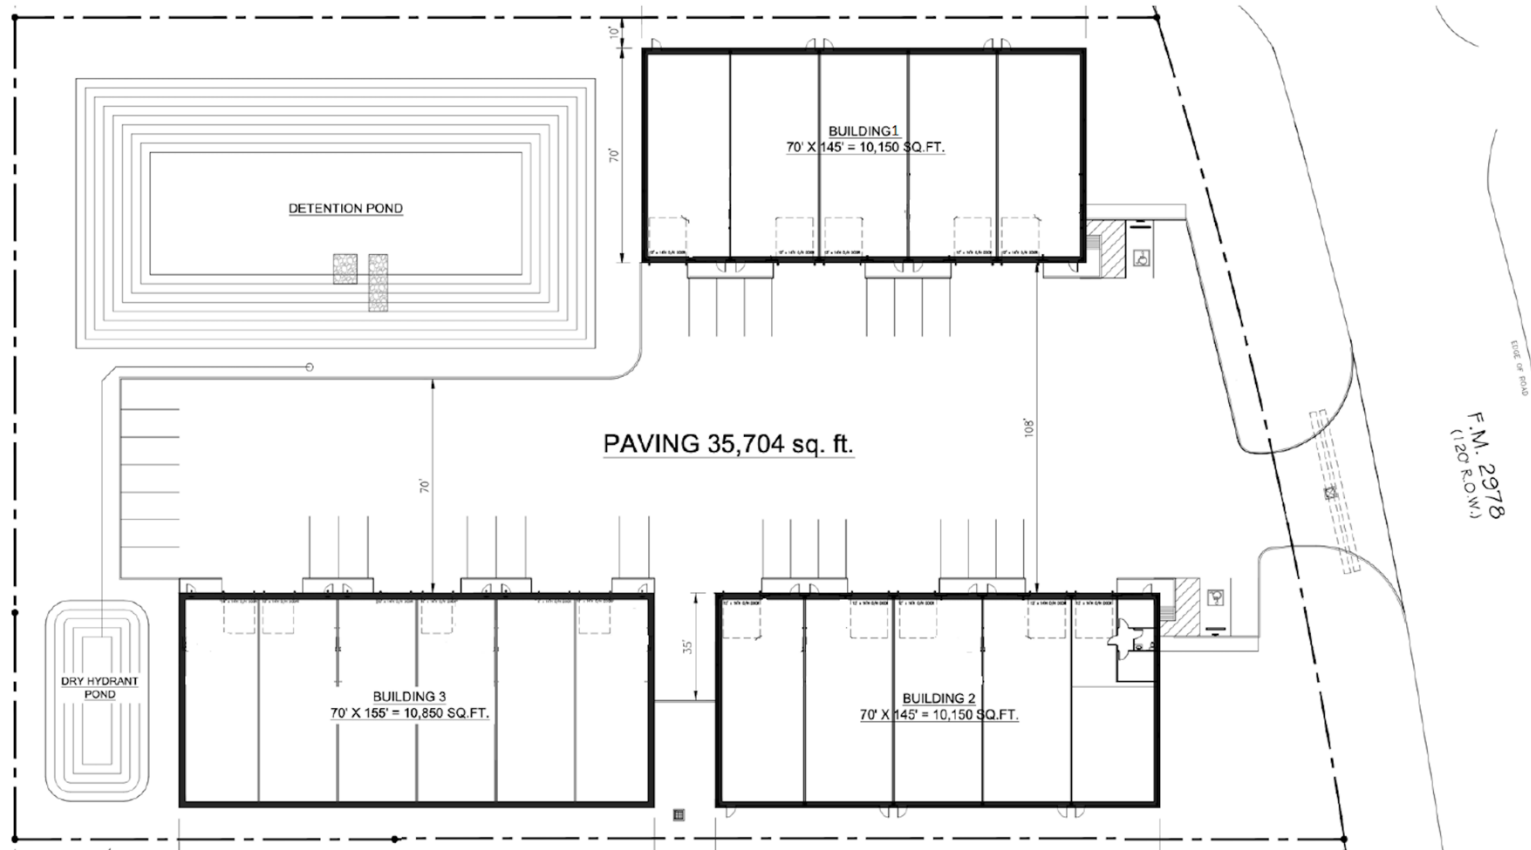 10'
BUILDING1
70' X 145' = 10,150 SQ.FT.
70'
DETENTION POND
EDGE OF ROAD
F.M. 2978
(120' R.O.W.)
108'
PAVING 35,704 sq. ft.
70'
35'
DRY HYDRANT
POND
BUILDING 3
70' X 155' = 10,850 SQ.FT.
BUILDING 2
70' X 145' = 10,150 SQ.FT.